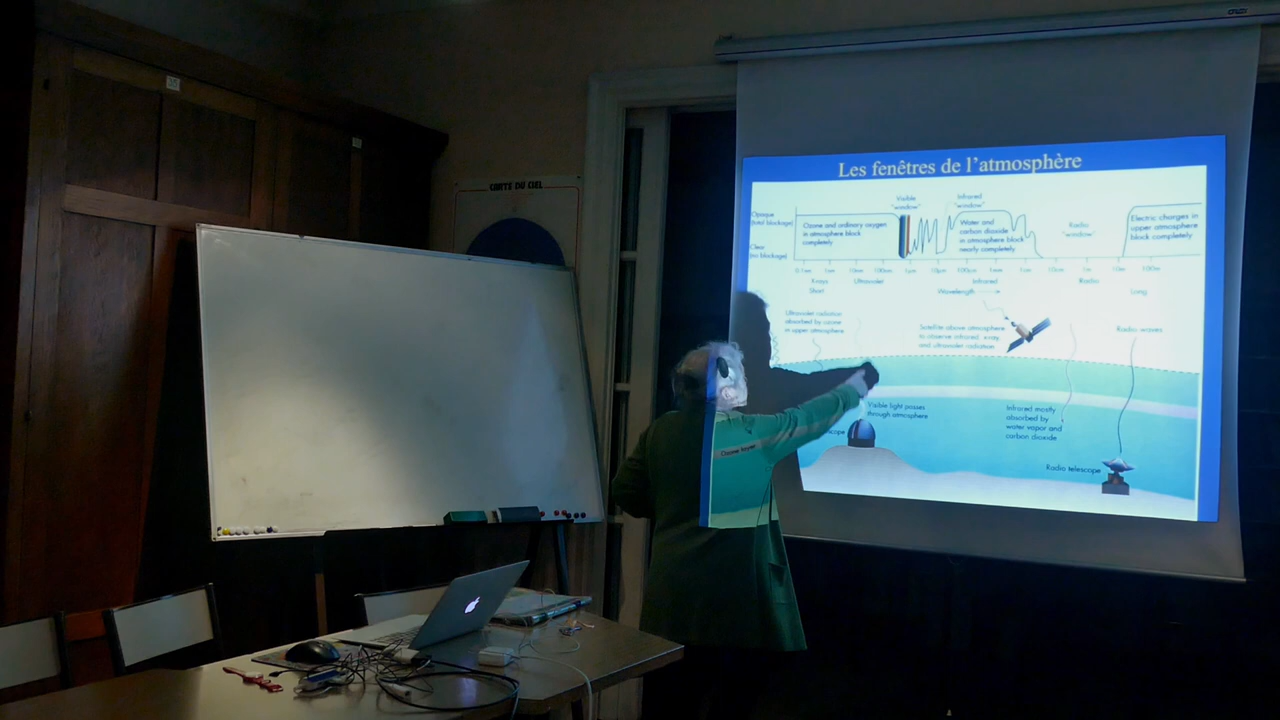 CARTE DU CIEL
Les fenêtres de l'atmosphère
Visible
"window"
Infrared
"window"
Opaque
(total blockage)
Clear
(no blockage)
Ozone and ordinary oxygen
in atmosphere block
completely
Water and
carbon dioxide
in atmosphere block
nearly completely
Radio
"window"
Electric charges in
upper atmosphere
block completely
X-rays
Ultraviolet
Infrared
Radio
Short
Wavelength
Long
Ultraviolet radiation
absorbed by ozone
in upper atmosphere
Satellite above atmosphere
to observe infrared, x-ray
and ultraviolet radiation
Radio waves
Visible light passes
through atmosphere
Infrared mostly
absorbed by
water vapor and
carbon dioxide
Ozone layer
Radio telescope